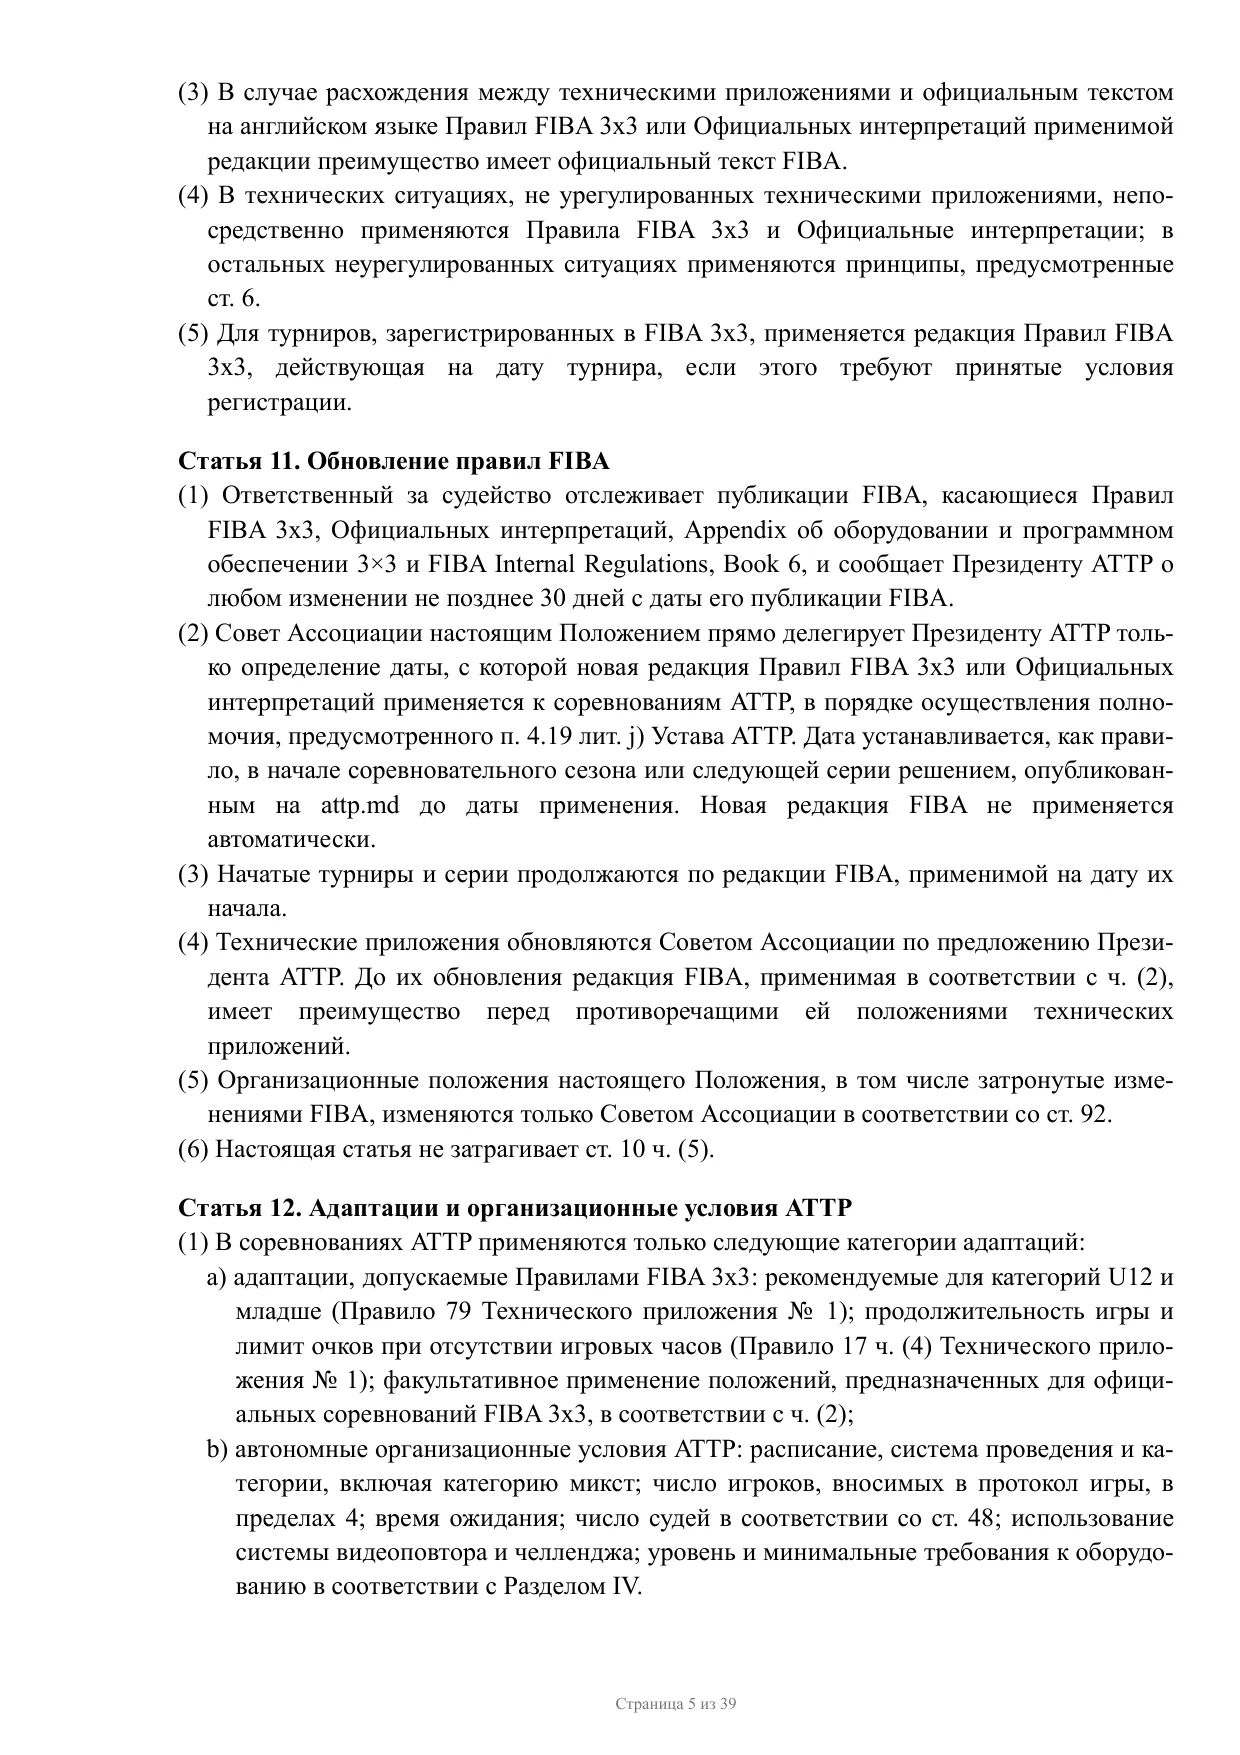 (3) В случае расхождения между техническими приложениями и официальным текстом
на английском языке Правил FIBA 3x3 или Официальных интерпретаций применимой
редакции преимущество имеет официальный текст FIBA.
(4) В технических ситуациях, не урегулированных техническими приложениями, непо-
средственно применяются Правила FIBA 3x3 и Официальные интерпретации; в
остальных неурегулированных ситуациях применяются принципы, предусмотренные
ст. 6.
(5) Для турниров, зарегистрированных в FIBA 3x3, применяется редакция Правил FIBA
3x3, действующая на дату турнира, если этого требуют принятые условия
регистрации.
Статья 11. Обновление правил FIBA
(1) Ответственный за судейство отслеживает публикации FIBA, касающиеся Правил
FIBA 3x3, Официальных интерпретаций, Appendix об оборудовании и программном
обеспечении 3×3 и FIBA Internal Regulations, Book 6, и сообщает Президенту АТТР о
любом изменении не позднее 30 дней с даты его публикации FIBA.
(2) Совет Ассоциации настоящим Положением прямо делегирует Президенту АТТР толь-
ко определение даты, с которой новая редакция Правил FIBA 3x3 или Официальных
интерпретаций применяется к соревнованиям АТТР, в порядке осуществления полно-
мочия, предусмотренного п. 4.19 лит. j) Устава АТТР. Дата устанавливается, как прави-
ло, в начале соревновательного сезона или следующей серии решением, опубликован-
ным на attp.md до даты применения. Новая редакция FIBA не применяется
автоматически.
(3) Начатые турниры и серии продолжаются по редакции FIBA, применимой на дату их
начала.
(4) Технические приложения обновляются Советом Ассоциации по предложению Прези-
дента АТТР. До их обновления редакция FIBA, применимая в соответствии с ч. (2),
имеет преимущество перед противоречащими ей положениями технических
приложений.
(5) Организационные положения настоящего Положения, в том числе затронутые изме-
нениями FIBA, изменяются только Советом Ассоциации в соответствии со ст. 92.
(6) Настоящая статья не затрагивает ст. 10 ч. (5).
Статья 12. Адаптации и организационные условия АТТР
(1) В соревнованиях АТТР применяются только следующие категории адаптаций:
a) адаптации, допускаемые Правилами FIBA 3x3: рекомендуемые для категорий U12 и
младше (Правило 79 Технического приложения № 1); продолжительность игры и
лимит очков при отсутствии игровых часов (Правило 17 ч. (4) Технического прило-
жения № 1); факультативное применение положений, предназначенных для офици-
альных соревнований FIBA 3x3, в соответствии с ч. (2);
b) автономные организационные условия АТТР: расписание, система проведения и ка-
тегории, включая категорию микст; число игроков, вносимых в протокол игры, в
пределах 4; время ожидания; число судей в соответствии со ст. 48; использование
системы видеоповтора и челленджа; уровень и минимальные требования к оборудо-
ванию в соответствии с Разделом IV.
Страница 5 из 39